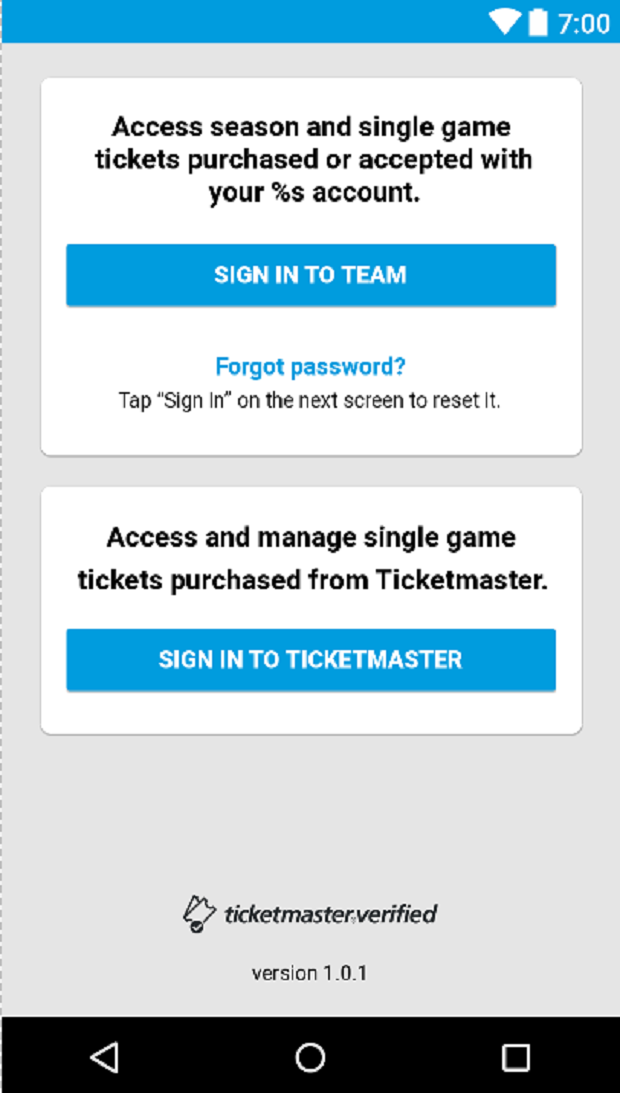 7:00
Access season and single game
tickets purchased or accepted with
your %s account.
SIGN IN TO TEAM
Forgot password?
Tap “Sign In” on the next screen to reset it.
Access and manage single game
tickets purchased from Ticketmaster.
SIGN IN TO TICKETMASTER
ticketmaster.verified
version 1.0.1